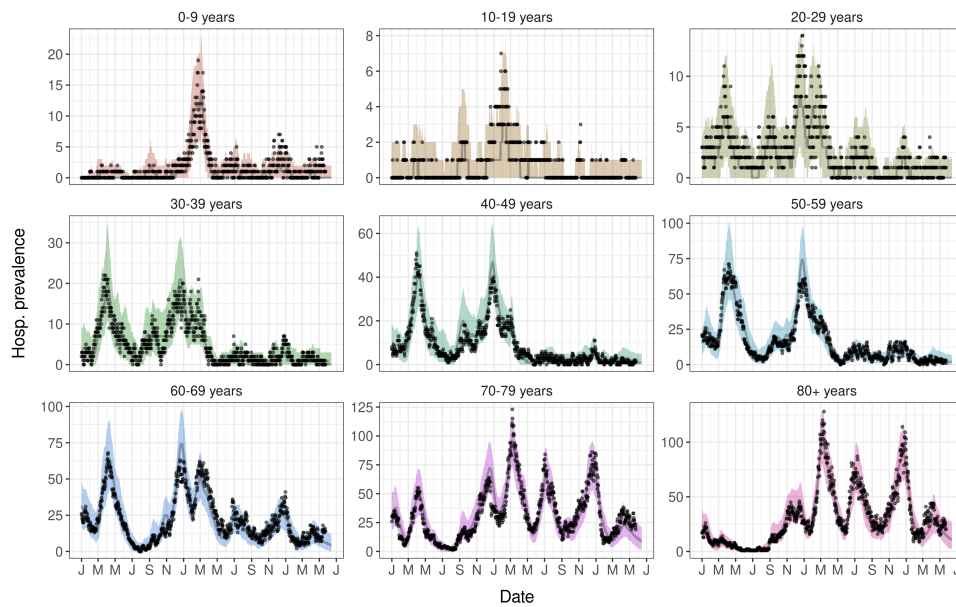 0-9 years
10-19 years
20-29 years
20
15
10
5
0
8
6
4
2
0
10
5
0
30-39 years
40-49 years
50-59 years
30
20
10
0
60
40
20
0
100
75
50
25
0
60-69 years
70-79 years
80+ years
100
75
50
25
0
125
100
75
50
25
0
100
50
0
J M M J S N J M M J S N J M M J
J M M J S N J M M J S N J M M J
J M M J S N J M M J S N J M M J
Hosp. prevalence
Date